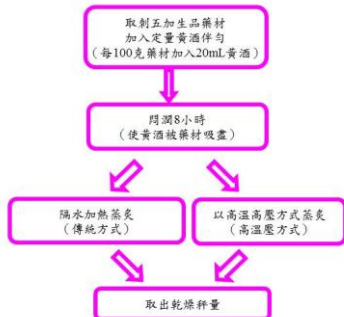 取刺五加生品藥材
加入定量黃酒伴勻
（每100克藥材加入20mL黃酒）
悶潤8小時
（使黃酒被藥材吸盡）
隔水加熱蒸炙
（傳統方式）
以高溫高壓方式蒸炙
（高溫壓方式）
取出乾燥秤量